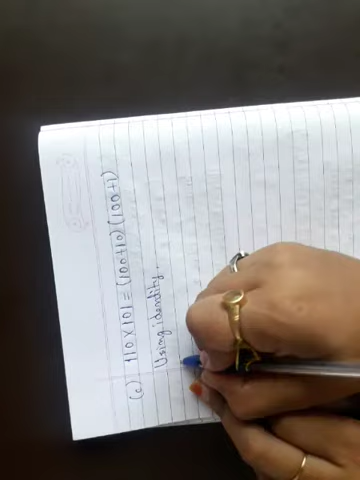 (c) 110 × 101 = (100+10) (100+1)
Using identity.